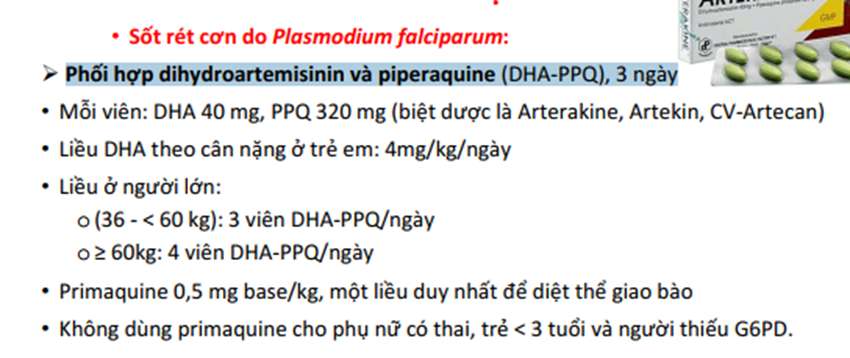 • Sốt rét cơn do Plasmodium falciparum:
➢ Phối hợp dihydroartemisinin và piperaquine (DHA-PPQ), 3 ngày
• Mỗi viên: DHA 40 mg, PPQ 320 mg (biệt dược là Arterakine, Artekin, CV-Artecan)
• Liều DHA theo cân nặng ở trẻ em: 4mg/kg/ngày
• Liều ở người lớn:
o (36 - < 60 kg): 3 viên DHA-PPQ/ngày
o ≥ 60kg: 4 viên DHA-PPQ/ngày
• Primaquine 0,5 mg base/kg, một liều duy nhất để diệt thể giao bào
• Không dùng primaquine cho phụ nữ có thai, trẻ < 3 tuổi và người thiếu G6PD.
GMP